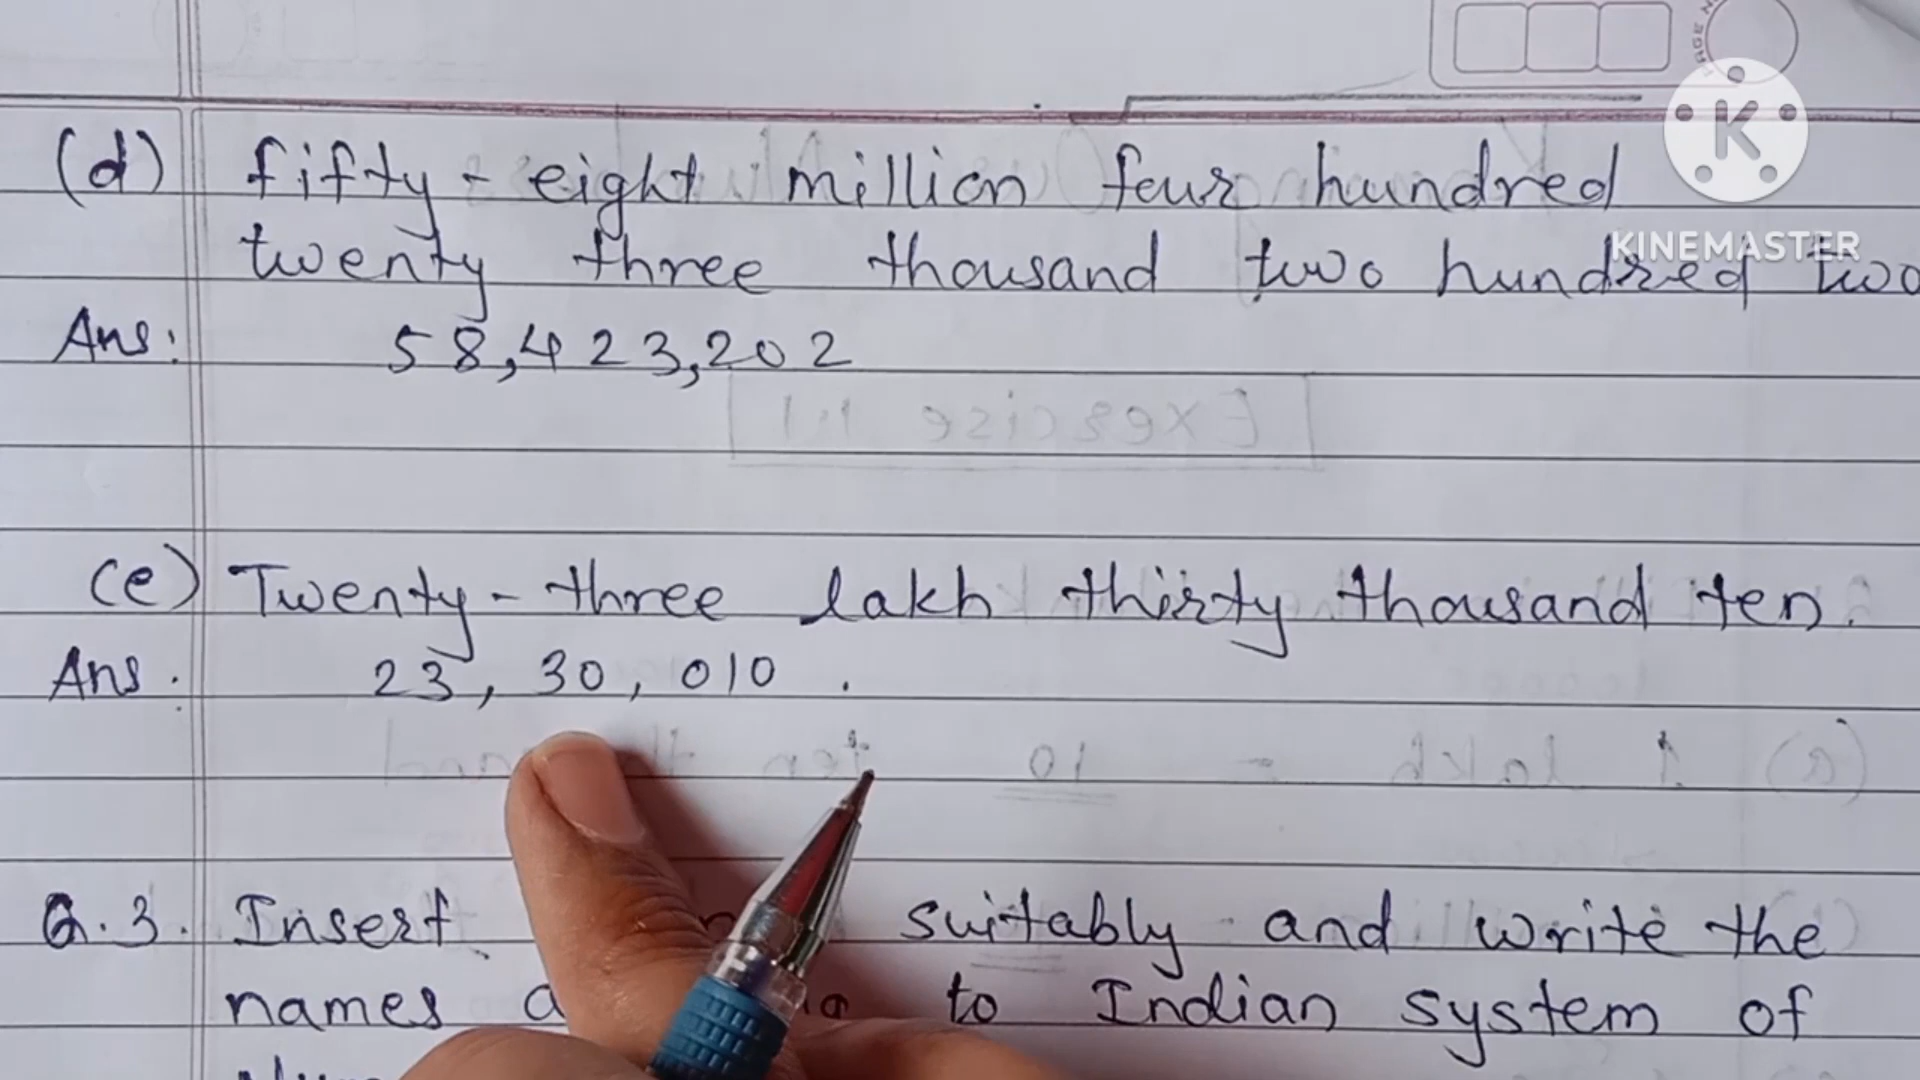 (d) fifty-eight million four hundred
twenty three thousand two hundred two
Ans: 58,423,202
(e) Twenty-three lakh thirty thousand ten.
Ans. 23, 30, 010.
Q.3. Insert suitably and write the
names to Indian system of
KINEMASTER